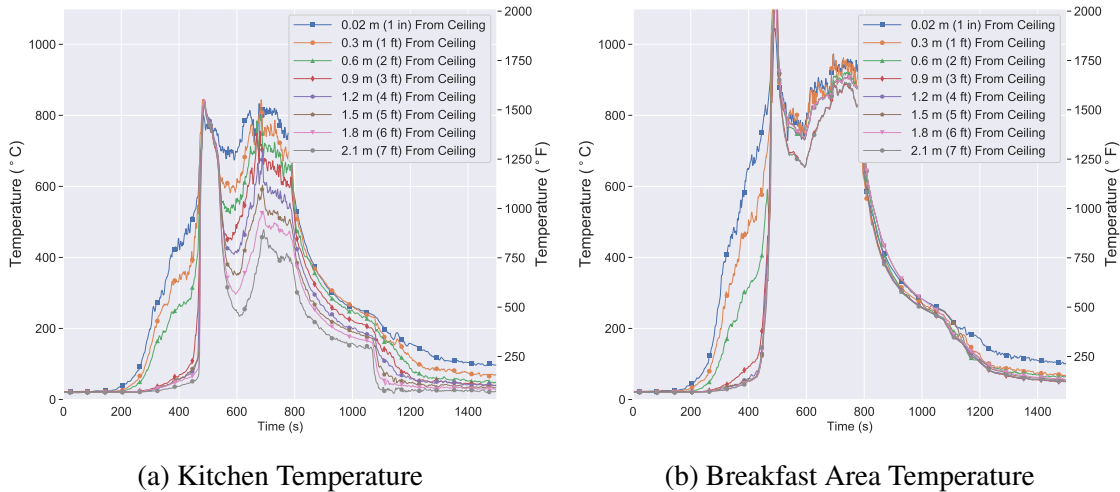 0.02 m (1 in) From Ceiling
0.3 m (1 ft) From Ceiling
0.6 m (2 ft) From Ceiling
0.9 m (3 ft) From Ceiling
1.2 m (4 ft) From Ceiling
1.5 m (5 ft) From Ceiling
1.8 m (6 ft) From Ceiling
2.1 m (7 ft) From Ceiling
1000
800
600
400
200
0
Temperature (°C)
2000
1750
1500
1250
1000
750
500
250
Temperature (°F)
0 200 400 600 800 1000 1200 1400
Time (s)
(a) Kitchen Temperature
0.02 m (1 in) From Ceiling
0.3 m (1 ft) From Ceiling
0.6 m (2 ft) From Ceiling
0.9 m (3 ft) From Ceiling
1.2 m (4 ft) From Ceiling
1.5 m (5 ft) From Ceiling
1.8 m (6 ft) From Ceiling
2.1 m (7 ft) From Ceiling
1000
800
600
400
200
0
Temperature (°C)
2000
1750
1500
1250
1000
750
500
250
Temperature (°F)
0 200 400 600 800 1000 1200 1400
Time (s)
(b) Breakfast Area Temperature